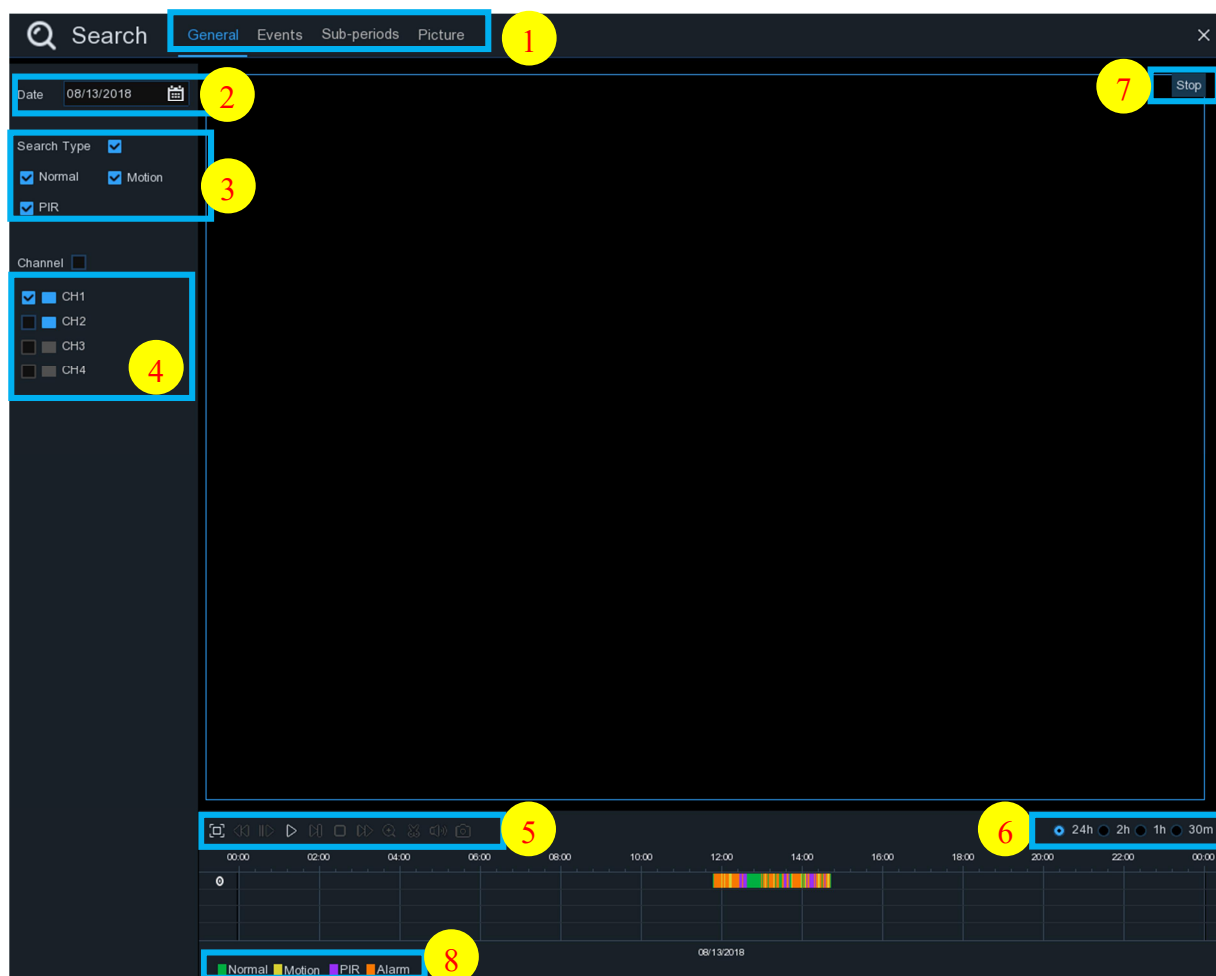 Search General Events Sub-periods Picture 1
Date 08/13/2018 2
7 Stop
Search Type
Normal Motion
3
PIR
Channel
CH1
CH2
CH3
CH4 4
5
6 24h 2h 1h 30m
00:00 02:00 04:00 06:00 08:00 10:00 12:00 14:00 16:00 18:00 20:00 22:00 00:00
08/13/2018
Normal Motion PIR Alarm 8